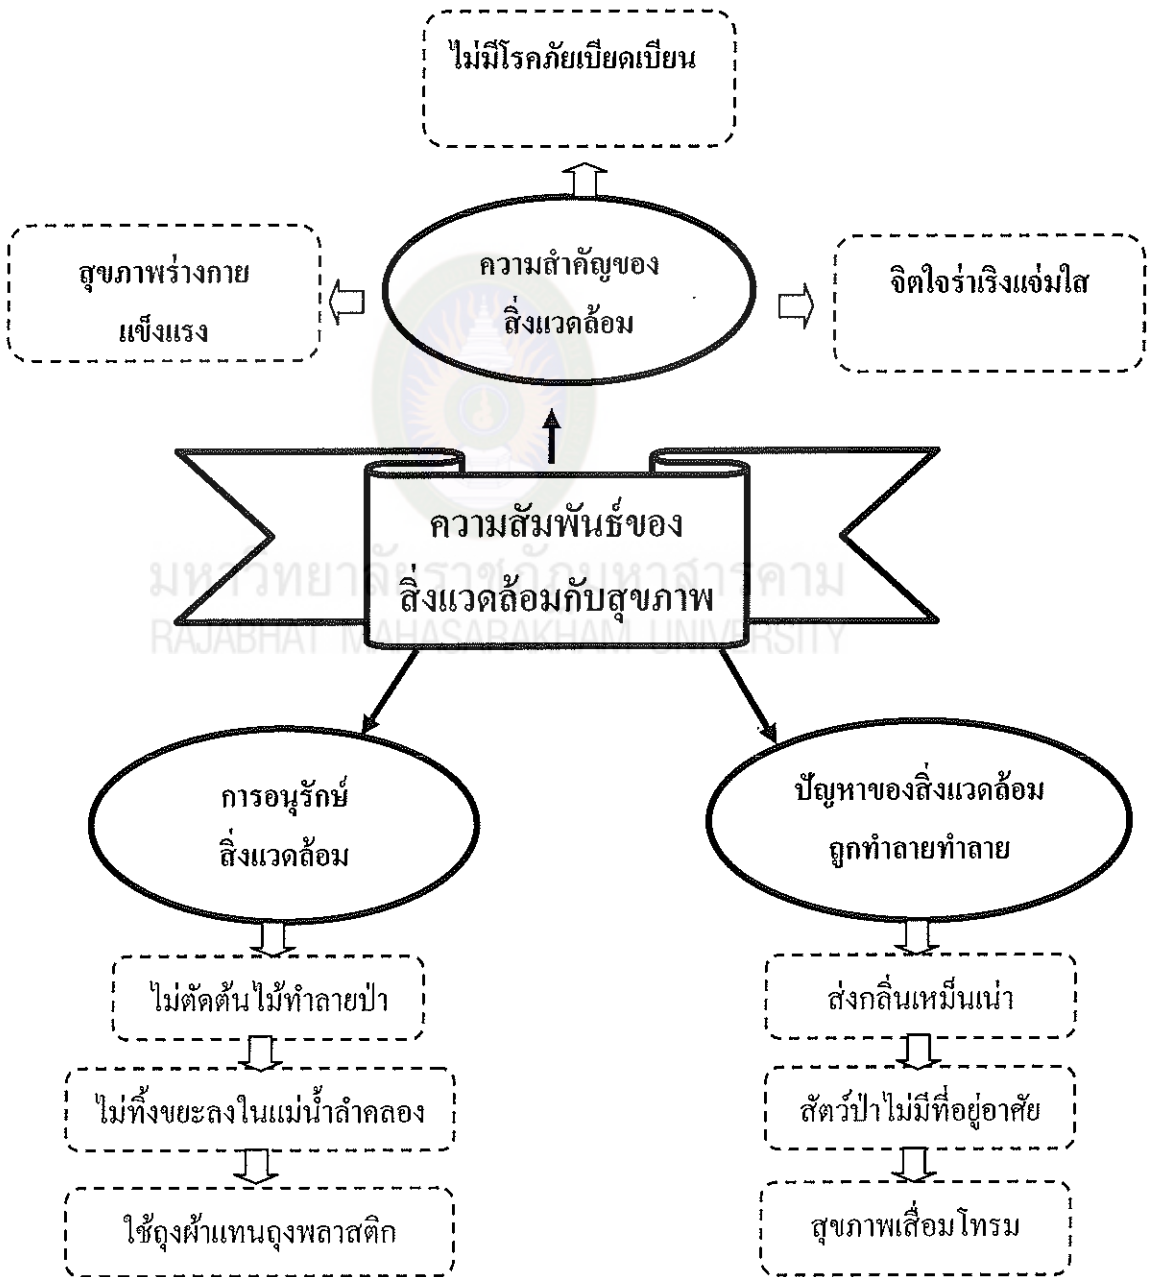 ไม่มีโรคภัยเบียดเบียน
สุขภาพร่างกาย
แข็งแรง
ความสำคัญของ
สิ่งแวดล้อม
จิตใจร่าเริงแจ่มใส
ความสัมพันธ์ของ
สิ่งแวดล้อมกับสุขภาพ
มหาวิทยาลัยราชภัฏมหาสารคาม
RAJABHAT MAHASARAKHAM UNIVERSITY
การอนุรักษ์
สิ่งแวดล้อม
ปัญหาของสิ่งแวดล้อม
ถูกทำลายทำลาย
ไม่ตัดต้นไม้ทำลายป่า
ไม่ทิ้งขยะลงในแม่น้ำลำคลอง
ใช้ถุงผ้าแทนถุงพลาสติก
ส่งกลิ่นเหม็นเน่า
สัตว์ป่าไม่มีที่อยู่อาศัย
สุขภาพเสื่อมโทรม